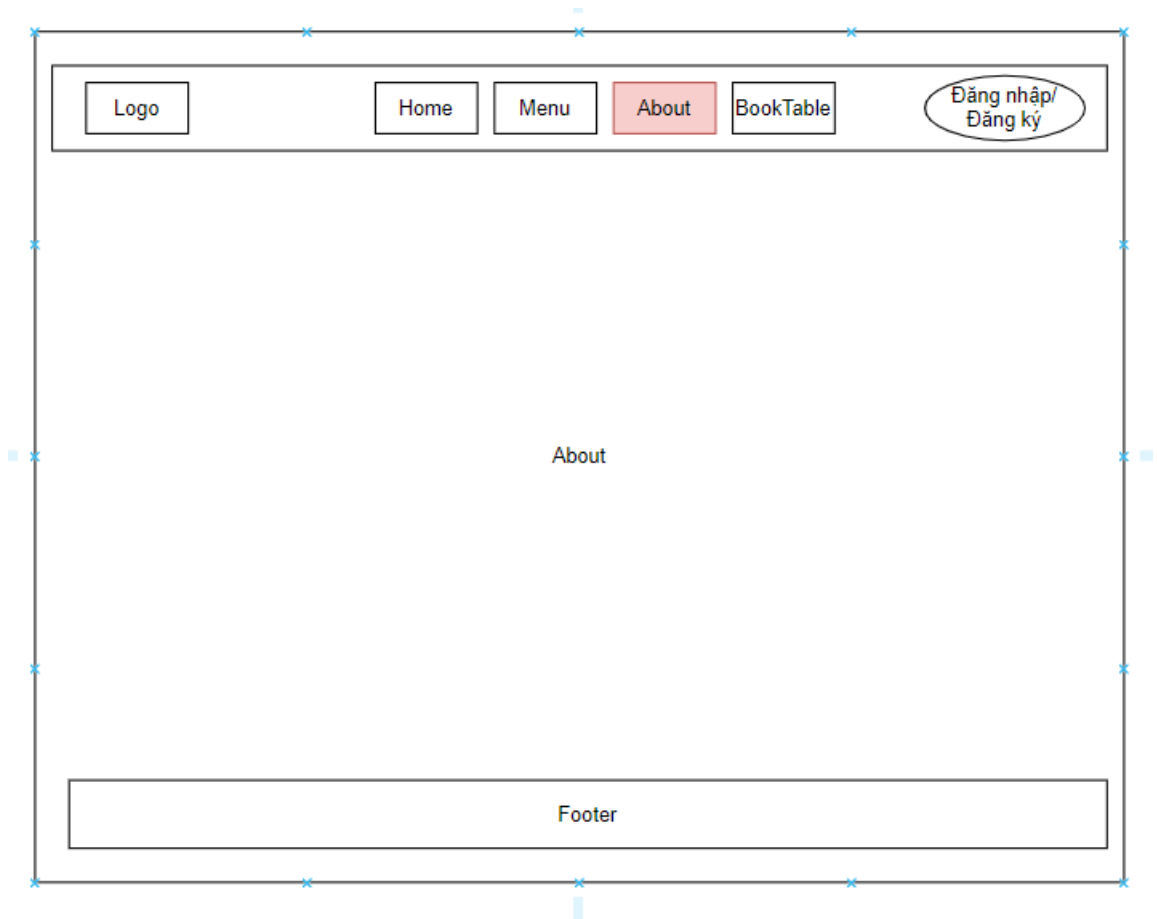 Logo
Home
Menu
About
BookTable
Đăng nhập/
Đăng ký
About
Footer